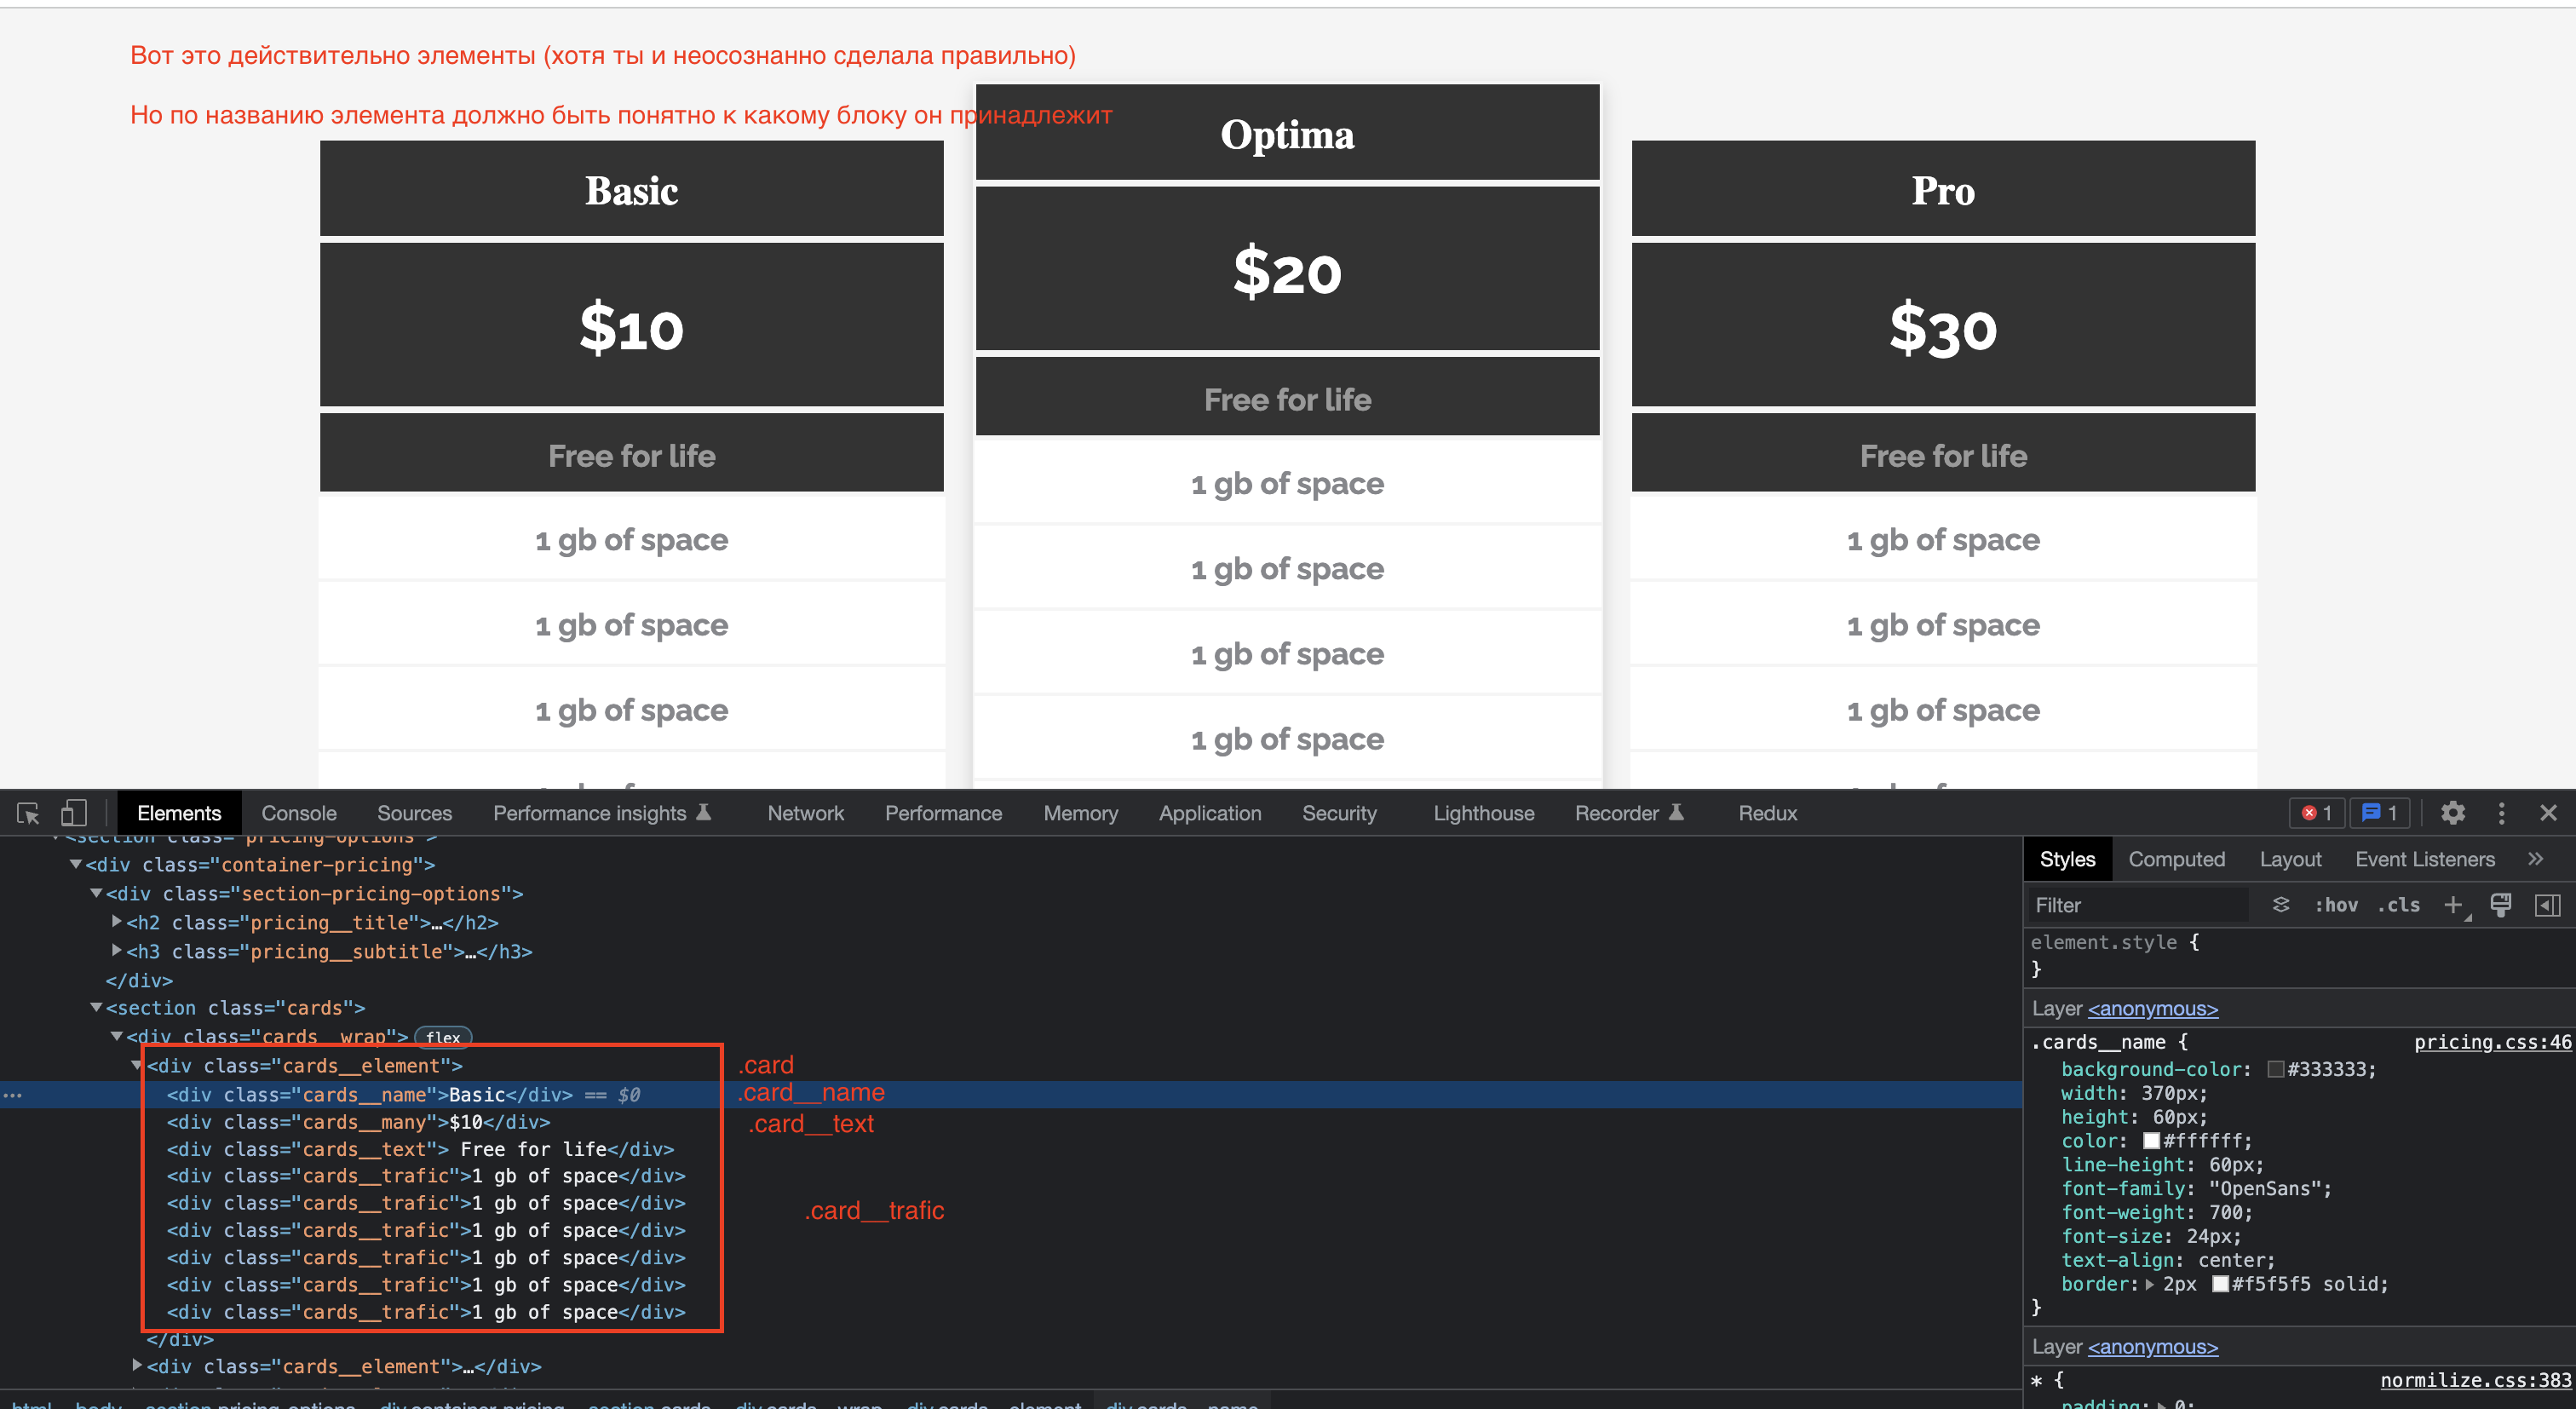 Вот это действительно элементы (хотя ты и неосознанно сделала правильно)
Но по названию элемента должно быть понятно к какому блоку он принадлежит
Basic
$10
Free for life
1 gb of space
1 gb of space
1 gb of space
Optima
$20
Free for life
1 gb of space
1 gb of space
1 gb of space
1 gb of space
Pro
$30
Free for life
1 gb of space
1 gb of space
1 gb of space
Elements Console Sources Performance insights Network Performance Memory Application Security Lighthouse Recorder Redux 1 1
<section class="pricing-options">
<div class="container-pricing">
<div class="section-pricing-options">
<h2 class="pricing__title">…</h2>
<h3 class="pricing__subtitle">…</h3>
</div>
<section class="cards">
<div class="cards__wrap"> flex
<div class="cards__element"> .card
<div class="cards__name">Basic</div> == $0 .card__name
<div class="cards__many">$10</div> .card__text
<div class="cards__text"> Free for life</div>
<div class="cards__trafic">1 gb of space</div>
<div class="cards__trafic">1 gb of space</div> .card__trafic
<div class="cards__trafic">1 gb of space</div>
<div class="cards__trafic">1 gb of space</div>
<div class="cards__trafic">1 gb of space</div>
<div class="cards__trafic">1 gb of space</div>
</div>
<div class="cards__element">…</div>
html body section.pricing-options div.container-pricing section.cards div.cards__wrap div.cards__element div.cards__name
Styles Computed Layout Event Listeners »
Filter :hov .cls +
element.style {
}
Layer <anonymous>
.cards__name { pricing.css:46
background-color: #333333;
width: 370px;
height: 60px;
color: #ffffff;
line-height: 60px;
font-family: "OpenSans";
font-weight: 700;
font-size: 24px;
text-align: center;
border: 2px #f5f5f5 solid;
}
Layer <anonymous>
* { normilize.css:383
padding: 0;